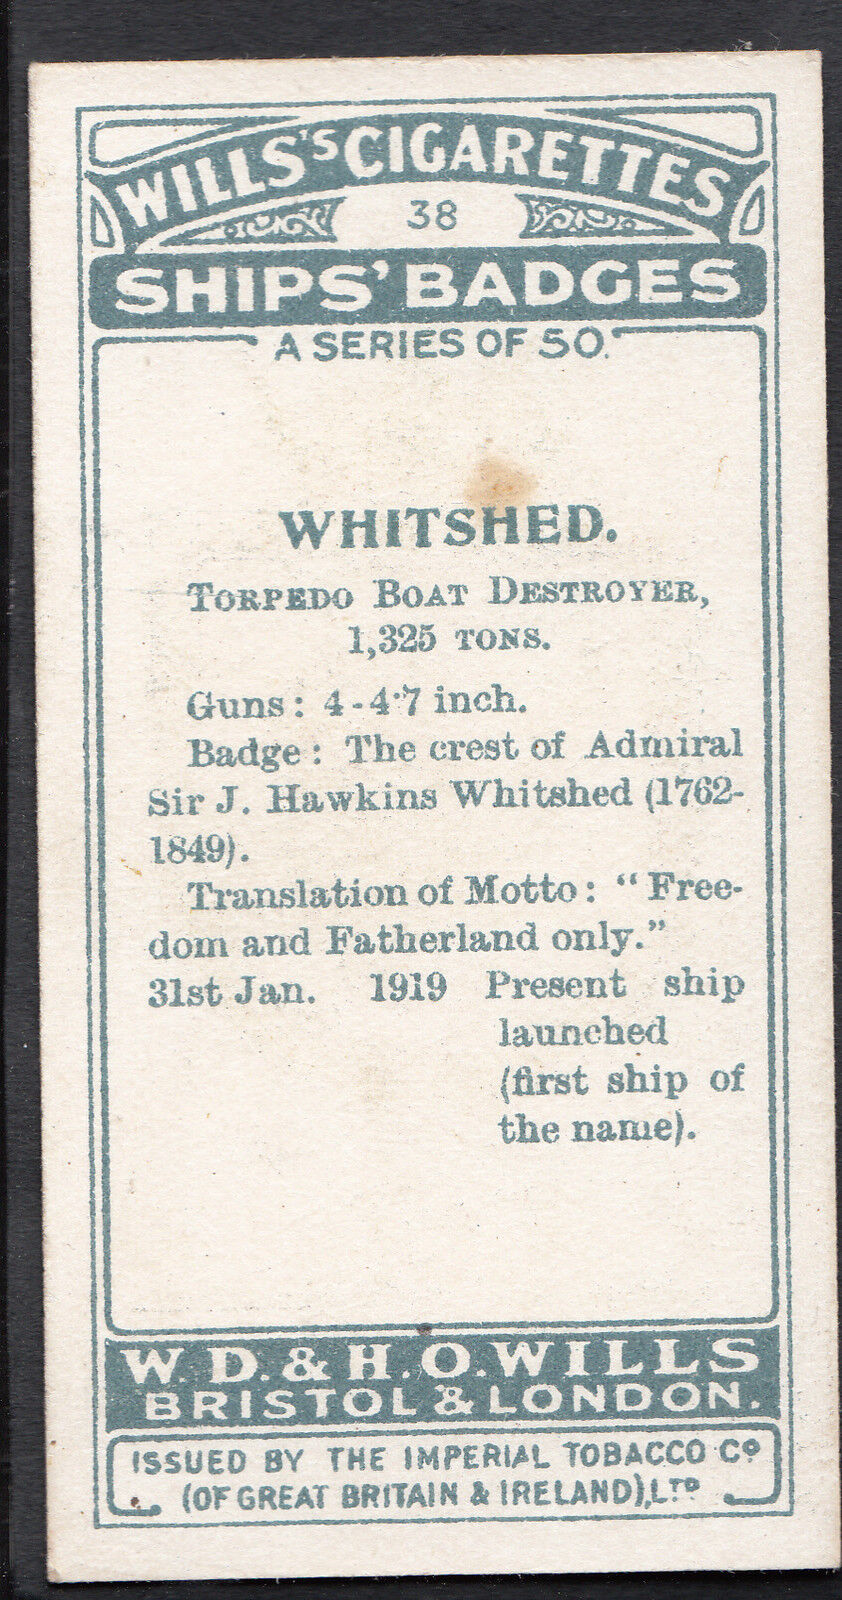 WILLS'S CIGARETTES
38
SHIPS' BADGES
A SERIES OF 50.
WHITSHED.
TORPEDO BOAT DESTROYER,
1,325 TONS.
Guns: 4-4·7 inch.
Badge: The crest of Admiral
Sir J. Hawkins Whitshed (1762-
1849).
Translation of Motto: "Free-
dom and Fatherland only."
31st Jan. 1919 Present ship
launched
(first ship of
the name).
W. D. & H. O. WILLS
BRISTOL & LONDON.
ISSUED BY THE IMPERIAL TOBACCO Cº
(OF GREAT BRITAIN & IRELAND), LTD